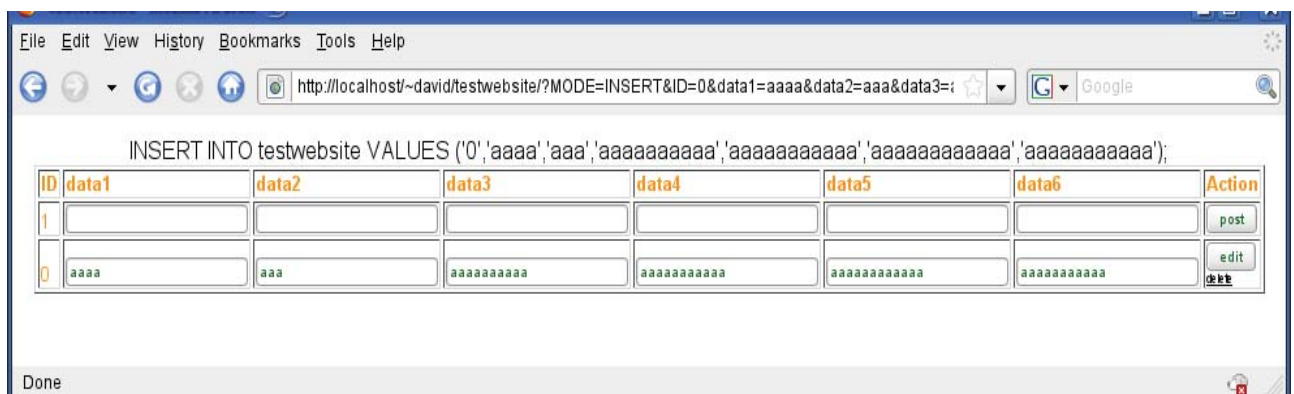 File Edit View History Bookmarks Tools Help
http://localhost/~david/testwebsite/?MODE=INSERT&ID=0&data1=aaaa&data2=aaa&data3=a
G Google
INSERT INTO testwebsite VALUES ('0','aaaa','aaa','aaaaaaaaaa','aaaaaaaaaaa','aaaaaaaaaaaa','aaaaaaaaaaa');
ID data1 data2 data3 data4 data5 data6 Action
1 post
0 aaaa aaa aaaaaaaaaa aaaaaaaaaaa aaaaaaaaaaaa aaaaaaaaaaa edit
delete
Done